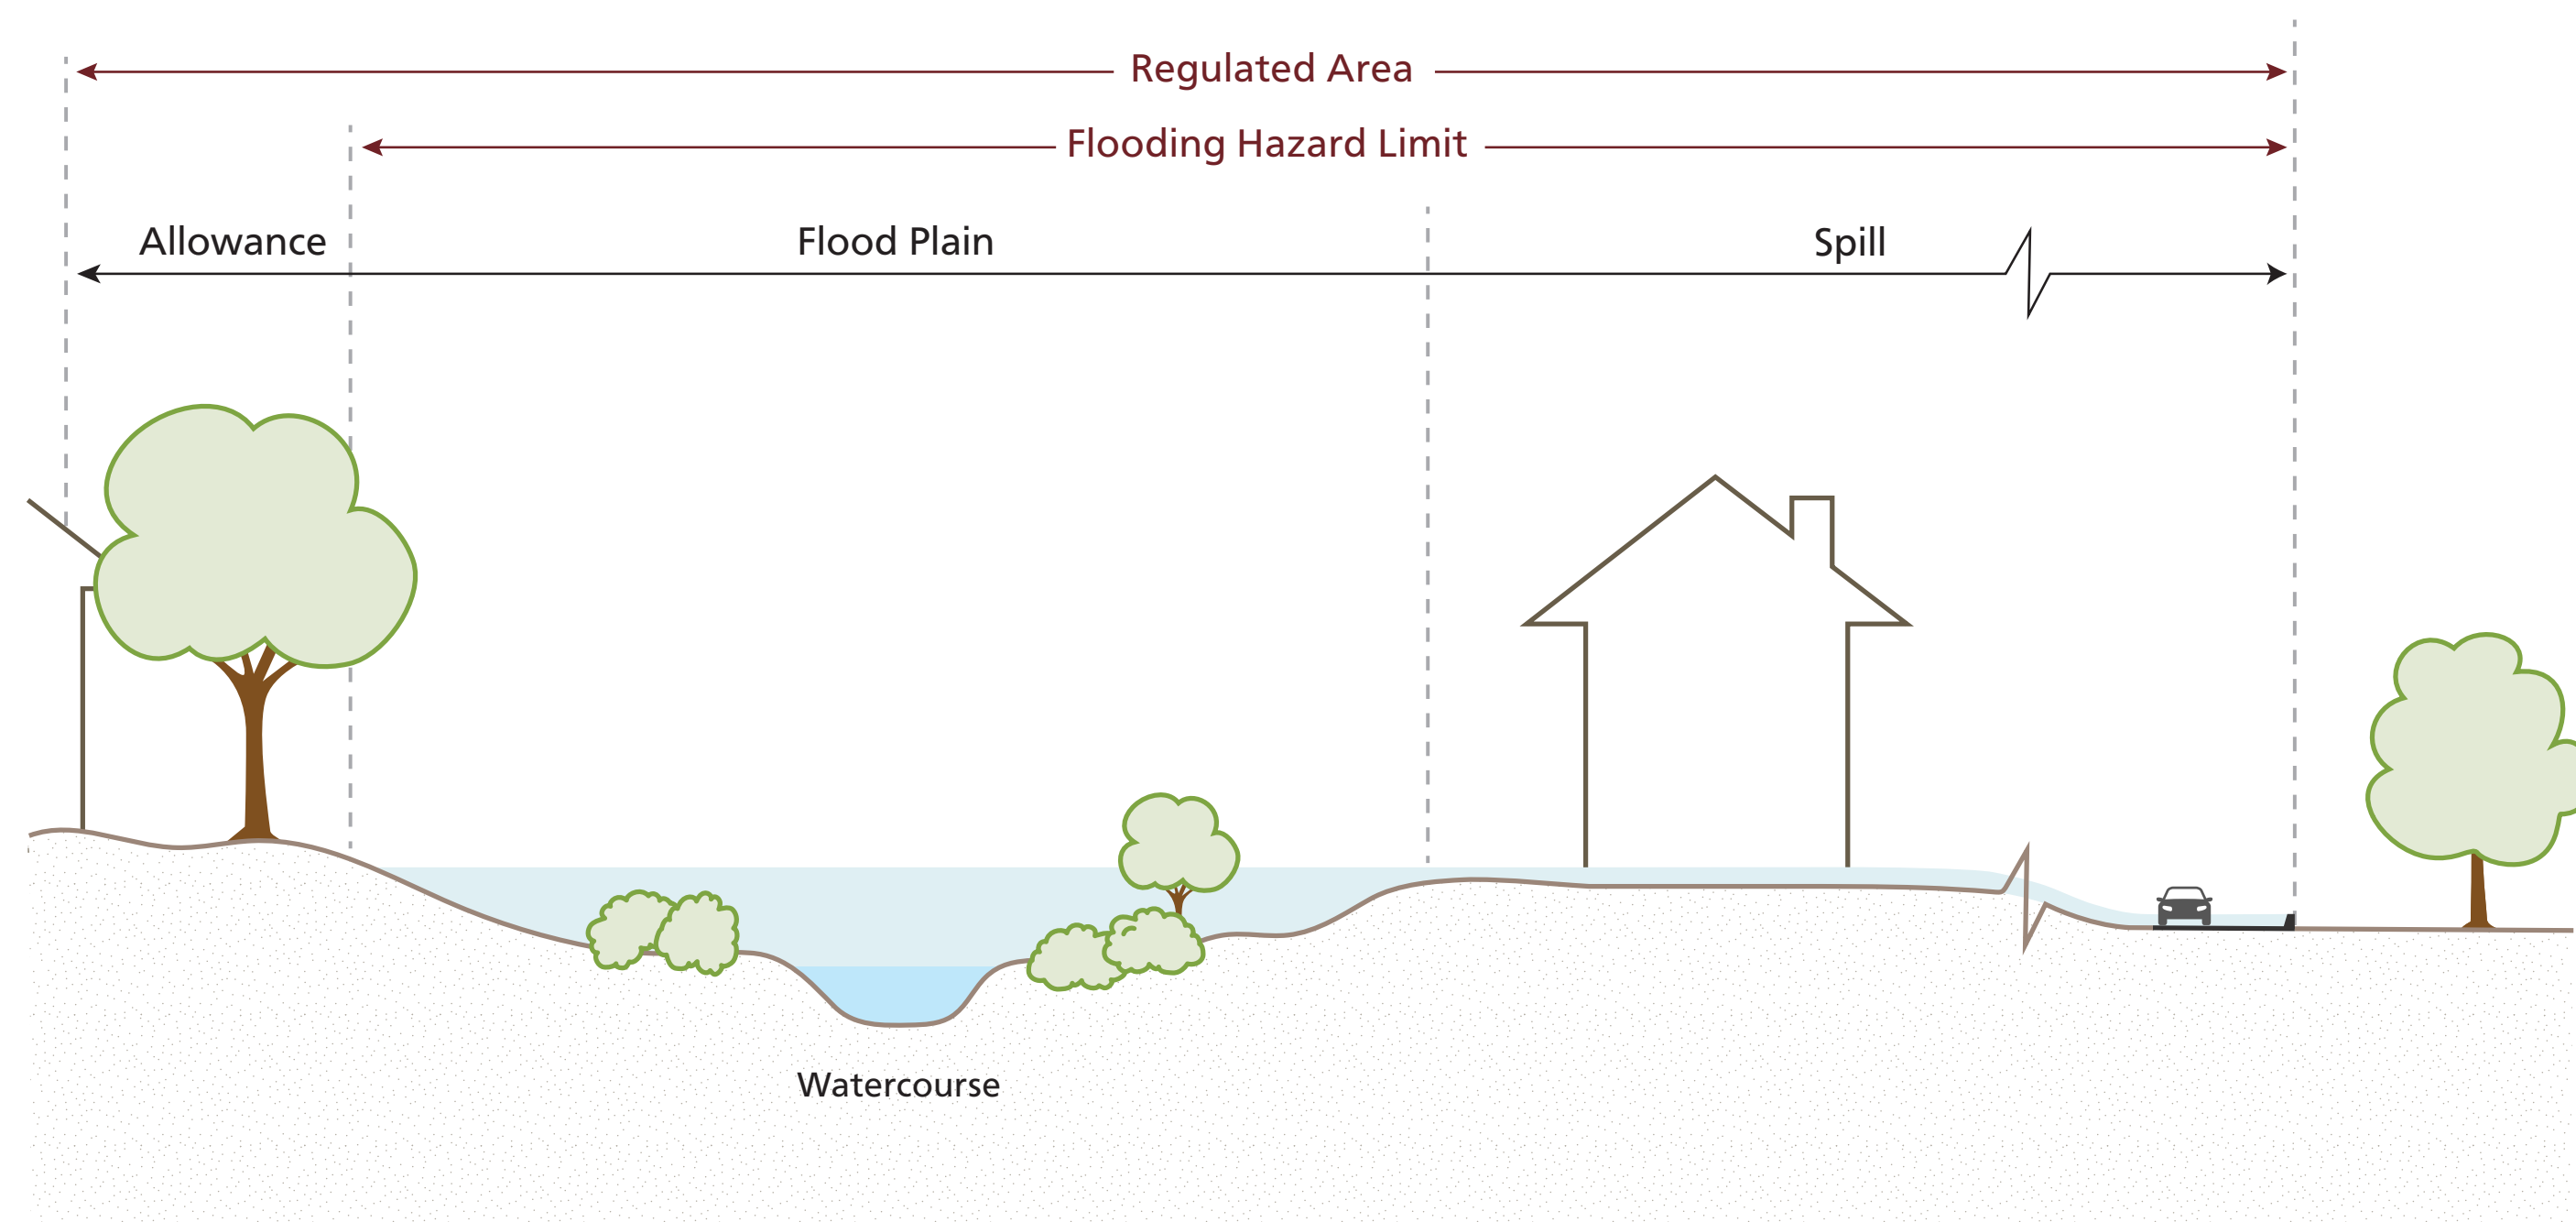 Regulated Area
Flooding Hazard Limit
Allowance
Flood Plain
Spill
Watercourse